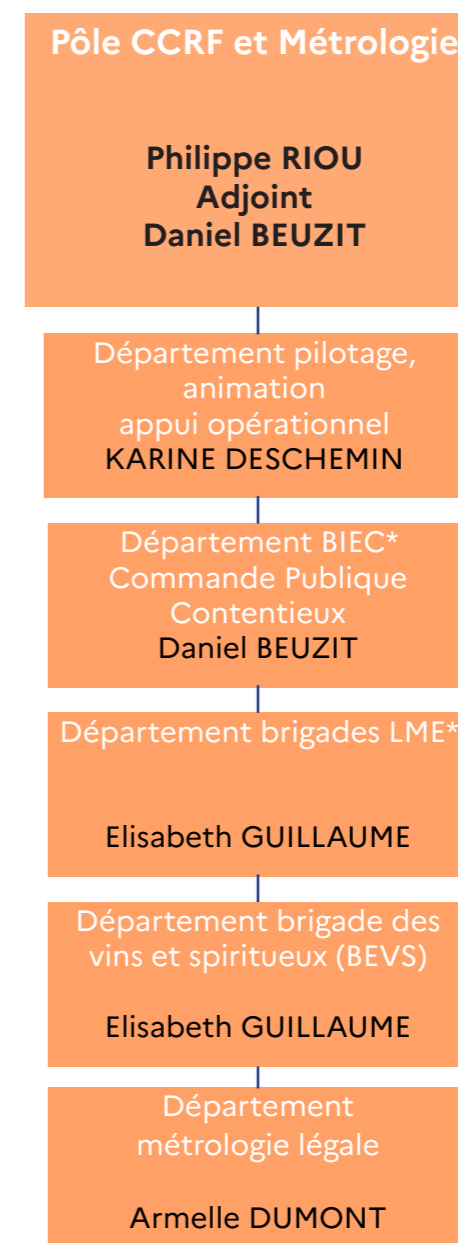 Pôle CCRF et Métrologie
Philippe RIOU
Adjoint
Daniel BEUZIT
Département pilotage,
animation
appui opérationnel
KARINE DESCHEMIN
Département BIEC*
Commande Publique
Contentieux
Daniel BEUZIT
Département brigades LME*
Elisabeth GUILLAUME
Département brigade des
vins et spiritueux (BEVS)
Elisabeth GUILLAUME
Département
métrologie légale
Armelle DUMONT